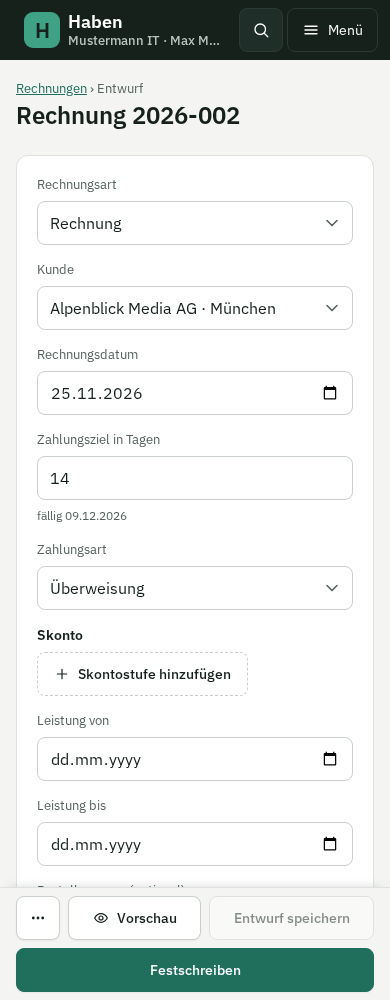 H
Haben
Mustermann IT · Max M...
Menü
Rechnungen › Entwurf
Rechnung 2026-002
Rechnungsart
Rechnung
Kunde
Alpenblick Media AG · München
Rechnungsdatum
25.11.2026
Zahlungsziel in Tagen
14
fällig 09.12.2026
Zahlungsart
Überweisung
Skonto
Skontostufe hinzufügen
Leistung von
dd.mm.yyyy
Leistung bis
dd.mm.yyyy
Vorschau
Entwurf speichern
Festschreiben